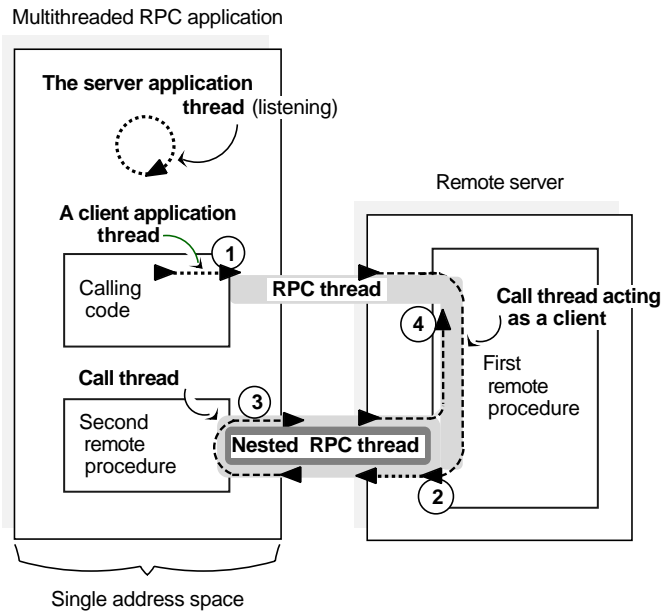 Multithreaded RPC application
The server application
thread (listening)
Remote server
A client application
thread
1
Calling
code
RPC thread
4
Call thread acting
as a client
First
remote
procedure
Call thread
3
Second
remote
procedure
Nested RPC thread
2
Single address space